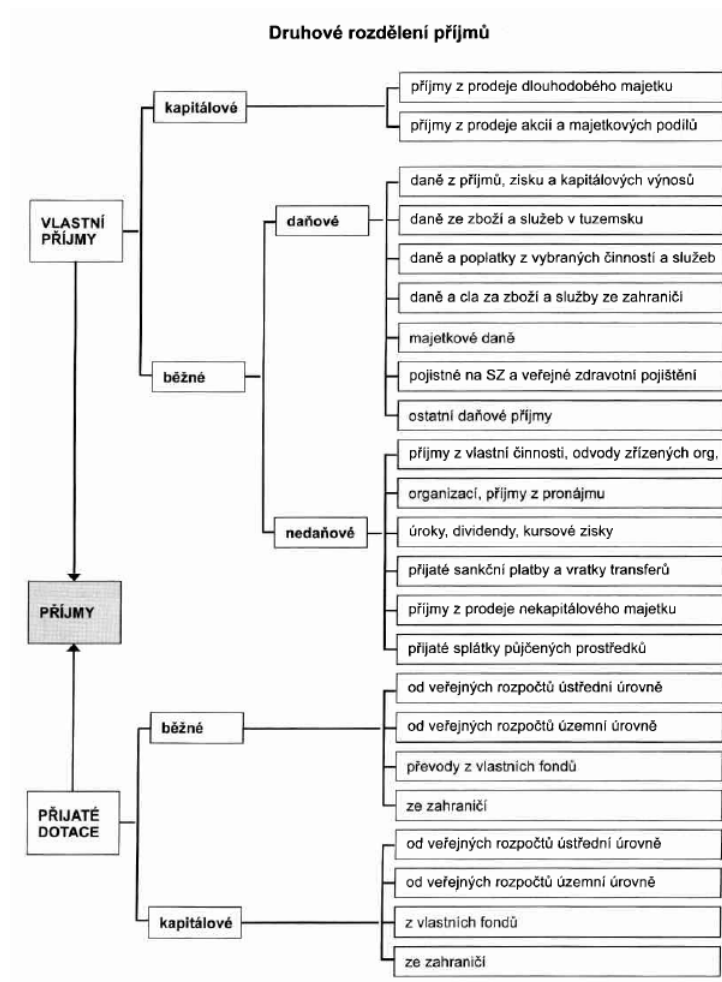 Druhové rozdělení příjmů
kapitálové
příjmy z prodeje dlouhodobého majetku
příjmy z prodeje akcií a majetkových podílů
VLASTNÍ
PŘÍJMY
daňové
daně z příjmů, zisku a kapitálových výnosů
daně ze zboží a služeb v tuzemsku
daně a poplatky z vybraných činností a služeb
daně a cla za zboží a služby ze zahraničí
majetkové daně
běžné
pojistné na SZ a veřejné zdravotní pojištění
ostatní daňové příjmy
příjmy z vlastní činnosti, odvody zřízených org,
organizací, příjmy z pronájmu
nedaňové
úroky, dividendy, kursové zisky
přijaté sankční platby a vratky transferů
příjmy z prodeje nekapitálového majetku
přijaté splátky půjčených prostředků
PŘÍJMY
běžné
od veřejných rozpočtů ústřední úrovně
od veřejných rozpočtů územní úrovně
převody z vlastních fondů
ze zahraničí
PŘIJATÉ
DOTACE
kapitálové
od veřejných rozpočtů ústřední úrovně
od veřejných rozpočtů územní úrovně
z vlastních fondů
ze zahraničí